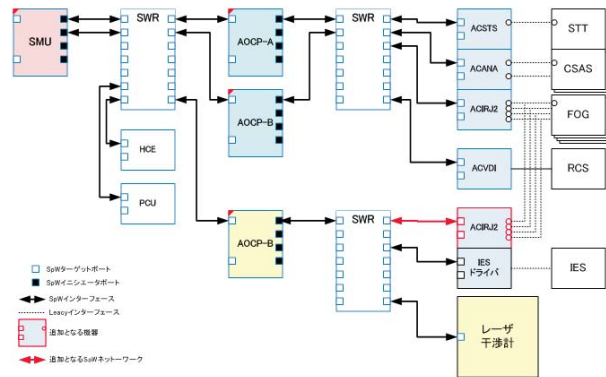 SMU
SWR
AOCP-A
SWR
ACSTS
STT
ACANA
CSAS
AOCP-B
ACIRJ2
FOG
HCE
ACVDI
RCS
PCU
AOCP-B
SWR
ACIRJ2
IES
ドライバ
IES
レーザ
干渉計
SpWターゲットポート
SpWイニシエータポート
SpWインターフェース
Leacyインターフェース
追加となる機器
追加となるSpWネットーワーク